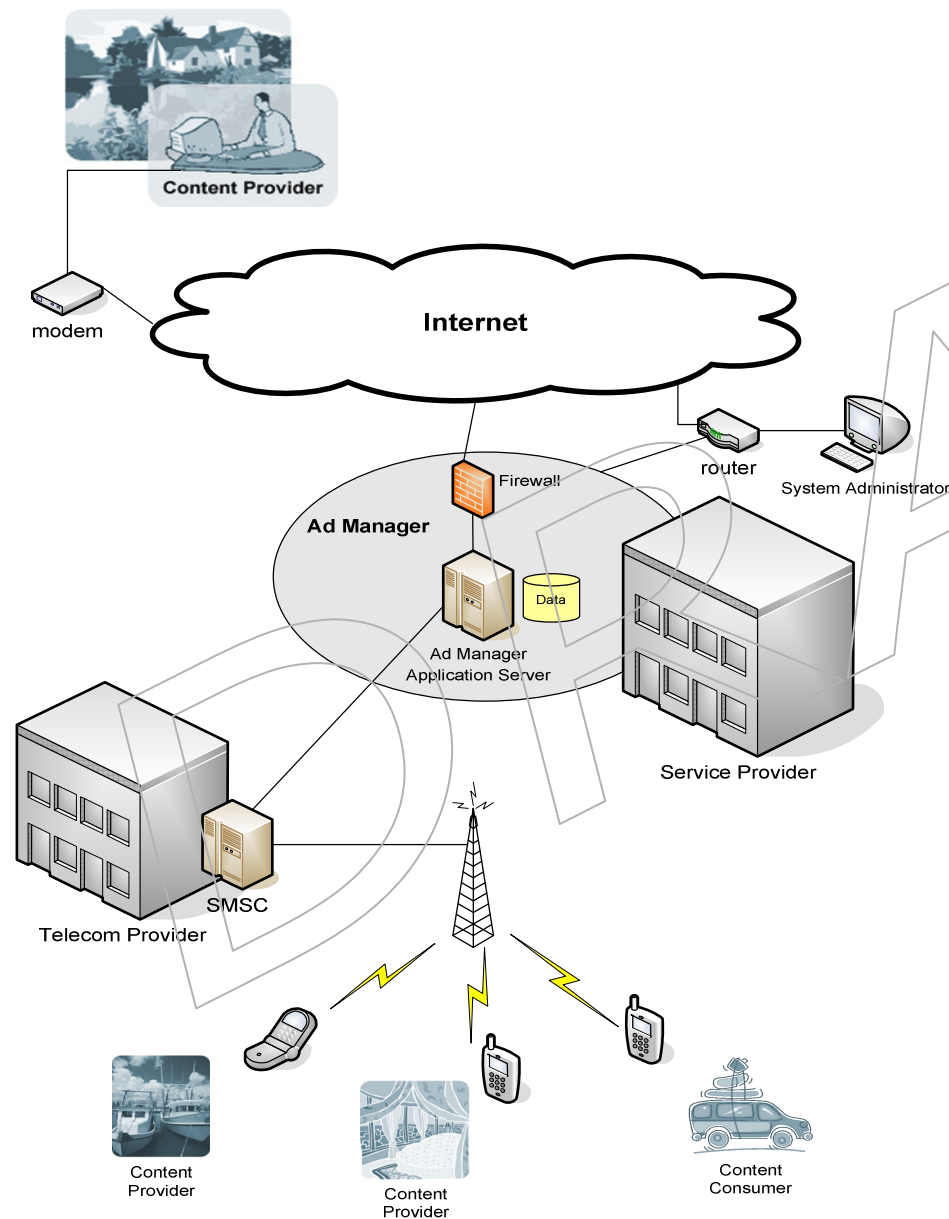 Content Provider
modem
Internet
router
System Administrator
Firewall
Ad Manager
Data
Ad Manager
Application Server
Service Provider
SMSC
Telecom Provider
Content
Provider
Content
Provider
Content
Consumer